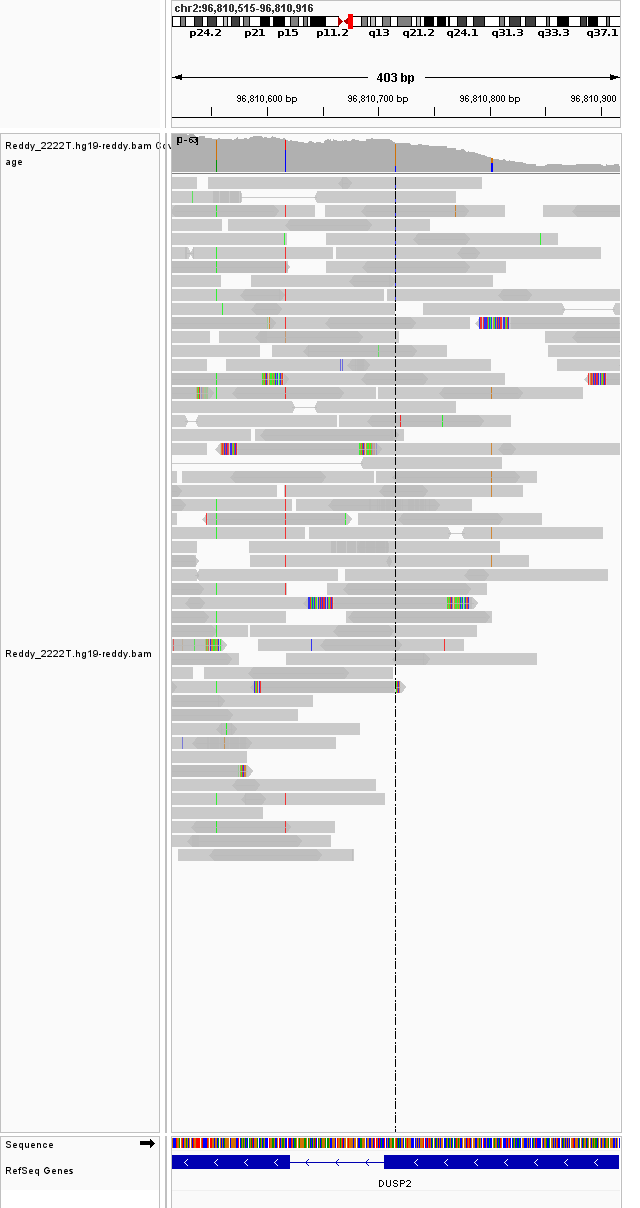 chr2:96,810,515-96,810,916
p24.2 p21 p15 p11.2 q13 q21.2 q24.1 q31.3 q33.3 q37.1
403 bp
96,810,600 bp 96,810,700 bp 96,810,800 bp 96,810,900
Reddy_2222T.hg19-reddy.bam Cov
age
Reddy_2222T.hg19-reddy.bam
Sequence
RefSeq Genes
DUSP2